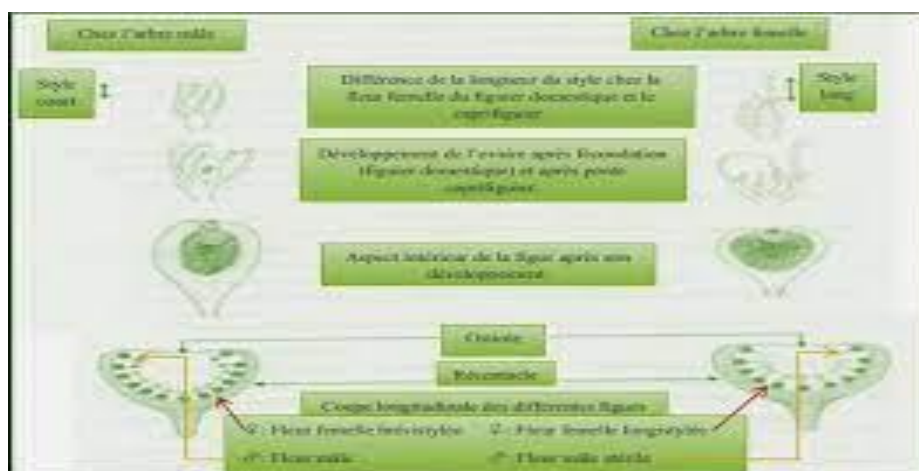 Chez l'arbre mâle
Chez l'arbre femelle
Style
court
Différence de la longueur du style chez la
fleur femelle du figuier domestique et le
caprifiguier
Style
long
Développement de l'ovaire après fécondation
(figuier domestique) et après ponte
caprifiguier.
Aspect intérieur de la figue après son
développement
Ostiole
Réceptacle
Coupe longitudinale des différentes figues
♀: Fleur femelle brévistylée
♀: Fleur femelle longistylée
♂: Fleur mâle
♂: Fleur mâle stérile